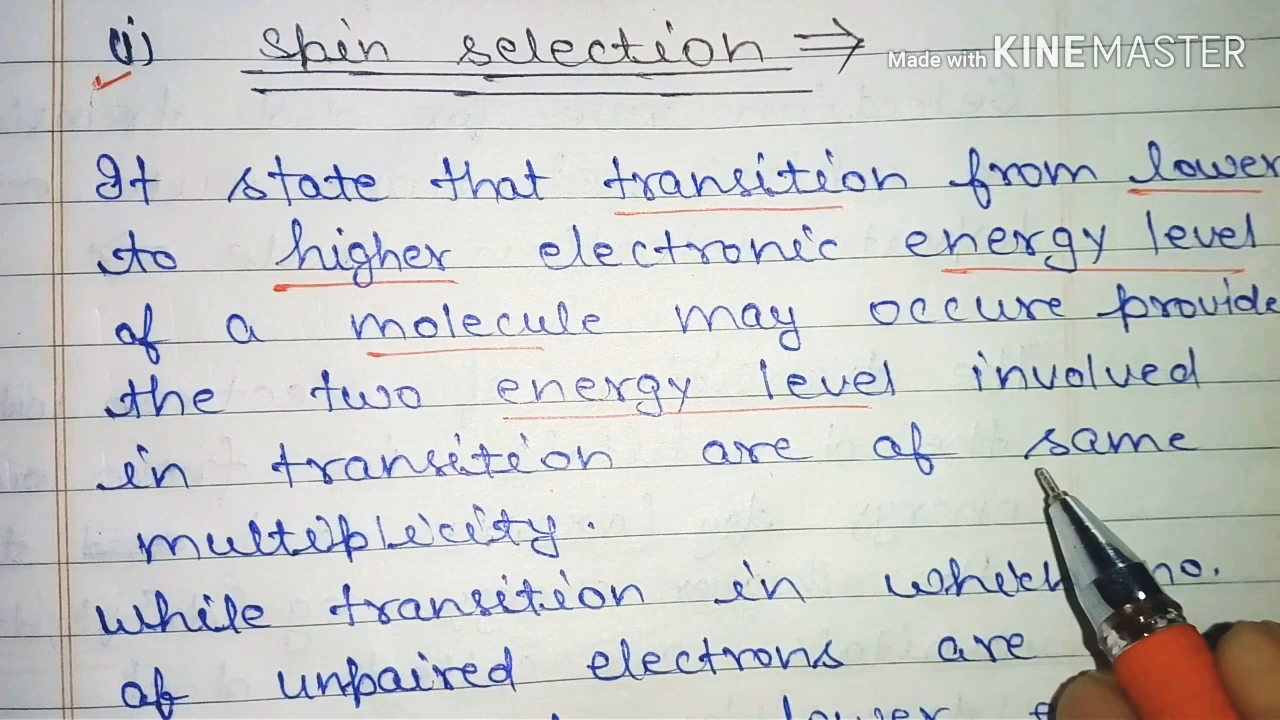 (i) Spin selection ⇒
Made with KINEMASTER
It state that transition from lower
to higher electronic energy level
of a molecule may occure provide
the two energy level involved
in transition are of same
multiplicity.
while transition in which no.
of unpaired electrons are
lower